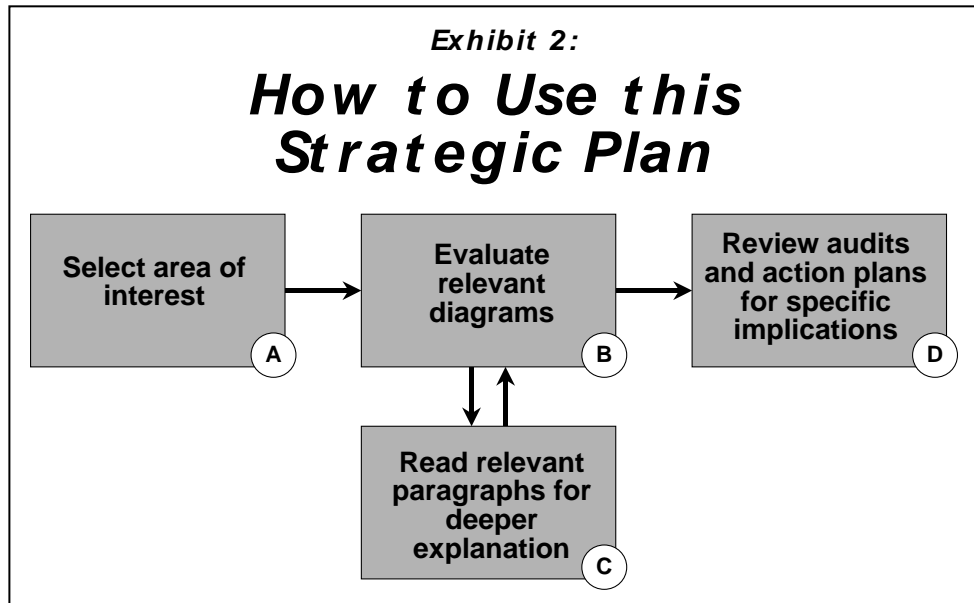 Exhibit 2:
How to Use this
Strategic Plan
Select area of
interest
A
Evaluate
relevant
diagrams
B
Review audits
and action plans
for specific
implications
D
Read relevant
paragraphs for
deeper
explanation
C